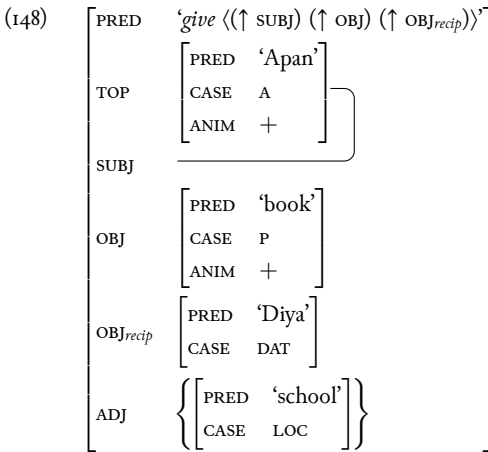 (148) PRED ‘give ⟨(↑ SUBJ) (↑ OBJ) (↑ OBJrecip)⟩’
PRED ‘Apan’
TOP CASE A
ANIM +
SUBJ
PRED ‘book’
OBJ CASE P
ANIM +
OBJrecip PRED ‘Diya’
CASE DAT
ADJ PRED ‘school’
CASE LOC